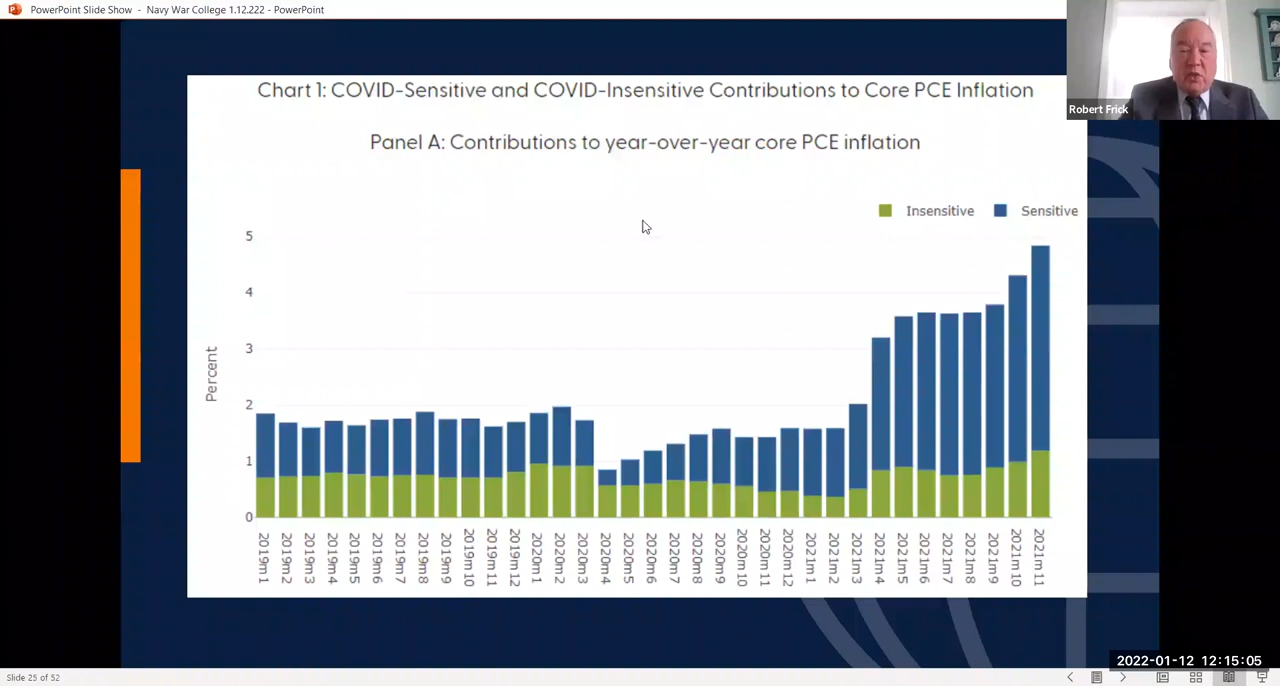 PowerPoint Slide Show - Navy War College 1.12.222 - PowerPoint
Robert Frick
Chart 1: COVID-Sensitive and COVID-Insensitive Contributions to Core PCE Inflation
Panel A: Contributions to year-over-year core PCE inflation
Insensitive Sensitive
Percent
5
4
3
2
1
0
2019m1
2019m2
2019m3
2019m4
2019m5
2019m6
2019m7
2019m8
2019m9
2019m10
2019m11
2019m12
2020m1
2020m2
2020m3
2020m4
2020m5
2020m6
2020m7
2020m8
2020m9
2020m10
2020m11
2020m12
2021m1
2021m2
2021m3
2021m4
2021m5
2021m6
2021m7
2021m8
2021m9
2021m10
2021m11
2022-01-12 12:15:05
Slide 25 of 52